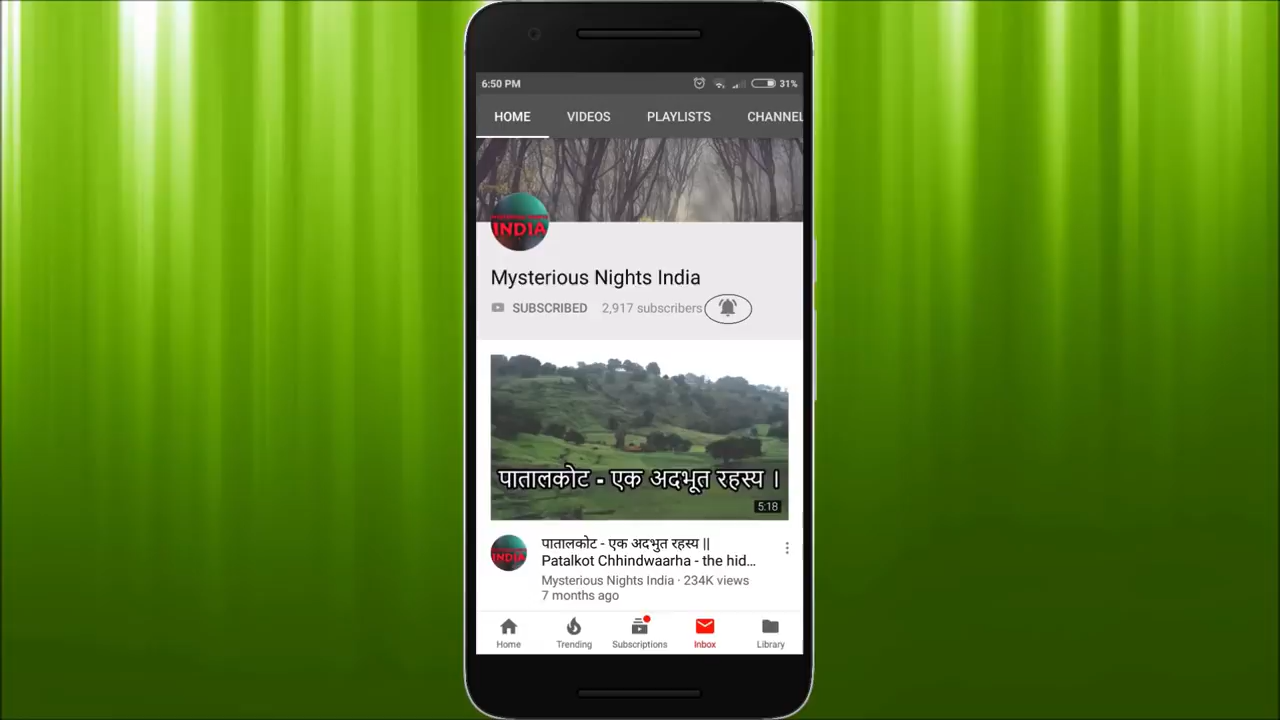 6:50 PM 31%
HOME VIDEOS PLAYLISTS CHANNEL
INDIA
Mysterious Nights India
SUBSCRIBED 2,917 subscribers
पातालकोट - एक अदभूत रहस्य ।
5:18
INDIA
पातालकोट - एक अदभुत रहस्य ||
Patalkot Chhindwaarha - the hid...
Mysterious Nights India · 234K views
7 months ago
Home Trending Subscriptions Inbox Library